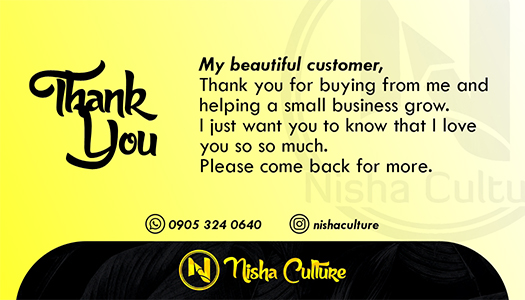 Thank
You
My beautiful customer,
Thank you for buying from me and
helping a small business grow.
I just want you to know that I love
you so so much.
Please come back for more.
Nisha Cultu
0905 324 0640
nishaculture
N Nisha Culture